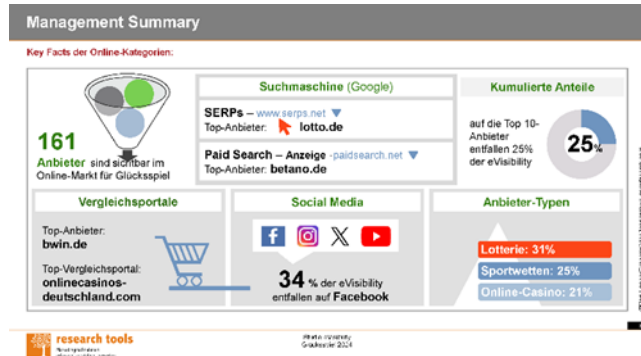 Management Summary
Key Facts der Online-Kategorien:
161
Anbieter sind sichtbar im
Online-Markt für Glücksspiel
Suchmaschine (Google)
SERPs – www.serps.net
Top-Anbieter: lotto.de
Paid Search – Anzeige -paidsearch.net
Top-Anbieter: betano.de
Kumulierte Anteile
auf die Top 10-
Anbieter
entfallen 25%
der eVisibility
25%
Vergleichsportale
Top-Anbieter:
bwin.de
Top-Vergleichsportal:
onlinecasinos-
deutschland.com
Social Media
34 % der eVisibility
entfallen auf Facebook
Anbieter-Typen
Lotterie: 31%
Sportwetten: 25%
Online-Casino: 21%
research tools